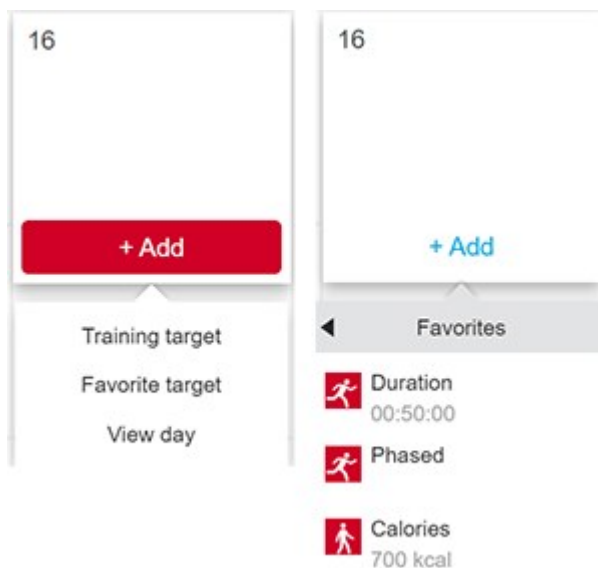 16
+ Add
Training target
Favorite target
View day
16
+ Add
Favorites
Duration
00:50:00
Phased
Calories
700 kcal